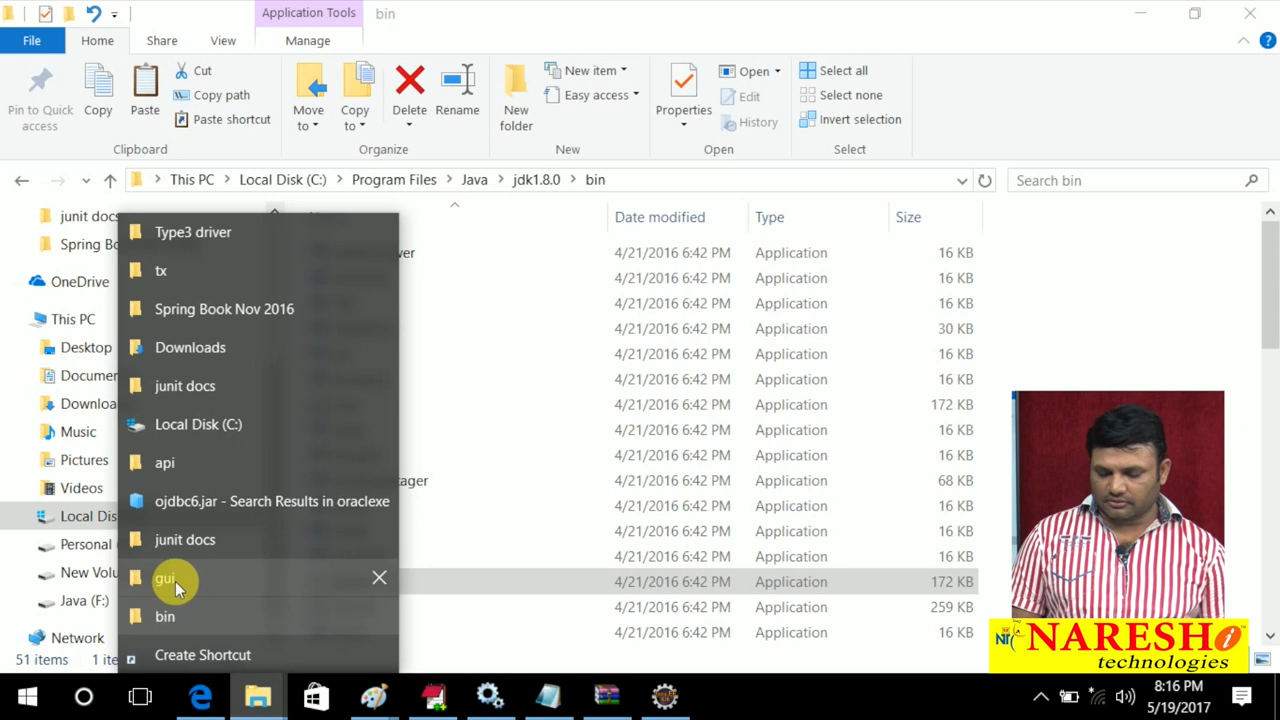 Application Tools
bin
File
Home
Share
View
Manage
Pin to Quick access
Copy
Paste
Cut
Copy path
Paste shortcut
Clipboard
Move to
Copy to
Delete
Rename
Organize
New folder
New item
Easy access
New
Properties
Open
Edit
History
Open
Select all
Select none
Invert selection
Select
This PC
Local Disk (C:)
Program Files
Java
jdk1.8.0
bin
Search bin
Date modified
Type
Size
junit docs
Spring Bo
OneDrive
This PC
Desktop
Documen
Downloa
Music
Pictures
Videos
Local Dis
Personal
New Volu
Java (F:)
Network
51 items
1 ite
Type3 driver
tx
Spring Book Nov 2016
Downloads
junit docs
Local Disk (C:)
api
ojdbc6.jar - Search Results in oraclexe
junit docs
gui
bin
Create Shortcut
4/21/2016 6:42 PM Application 16 KB
4/21/2016 6:42 PM Application 16 KB
4/21/2016 6:42 PM Application 16 KB
4/21/2016 6:42 PM Application 30 KB
4/21/2016 6:42 PM Application 16 KB
4/21/2016 6:42 PM Application 16 KB
4/21/2016 6:42 PM Application 172 KB
4/21/2016 6:42 PM Application 16 KB
4/21/2016 6:42 PM Application 16 KB
4/21/2016 6:42 PM Application 68 KB
4/21/2016 6:42 PM Application 16 KB
4/21/2016 6:42 PM Application 16 KB
4/21/2016 6:42 PM Application 16 KB
4/21/2016 6:42 PM Application 172 KB
4/21/2016 6:42 PM Application 259 KB
4/21/2016 6:42 PM Application 16 KB
NARESH i
technologies
8:16 PM
5/19/2017